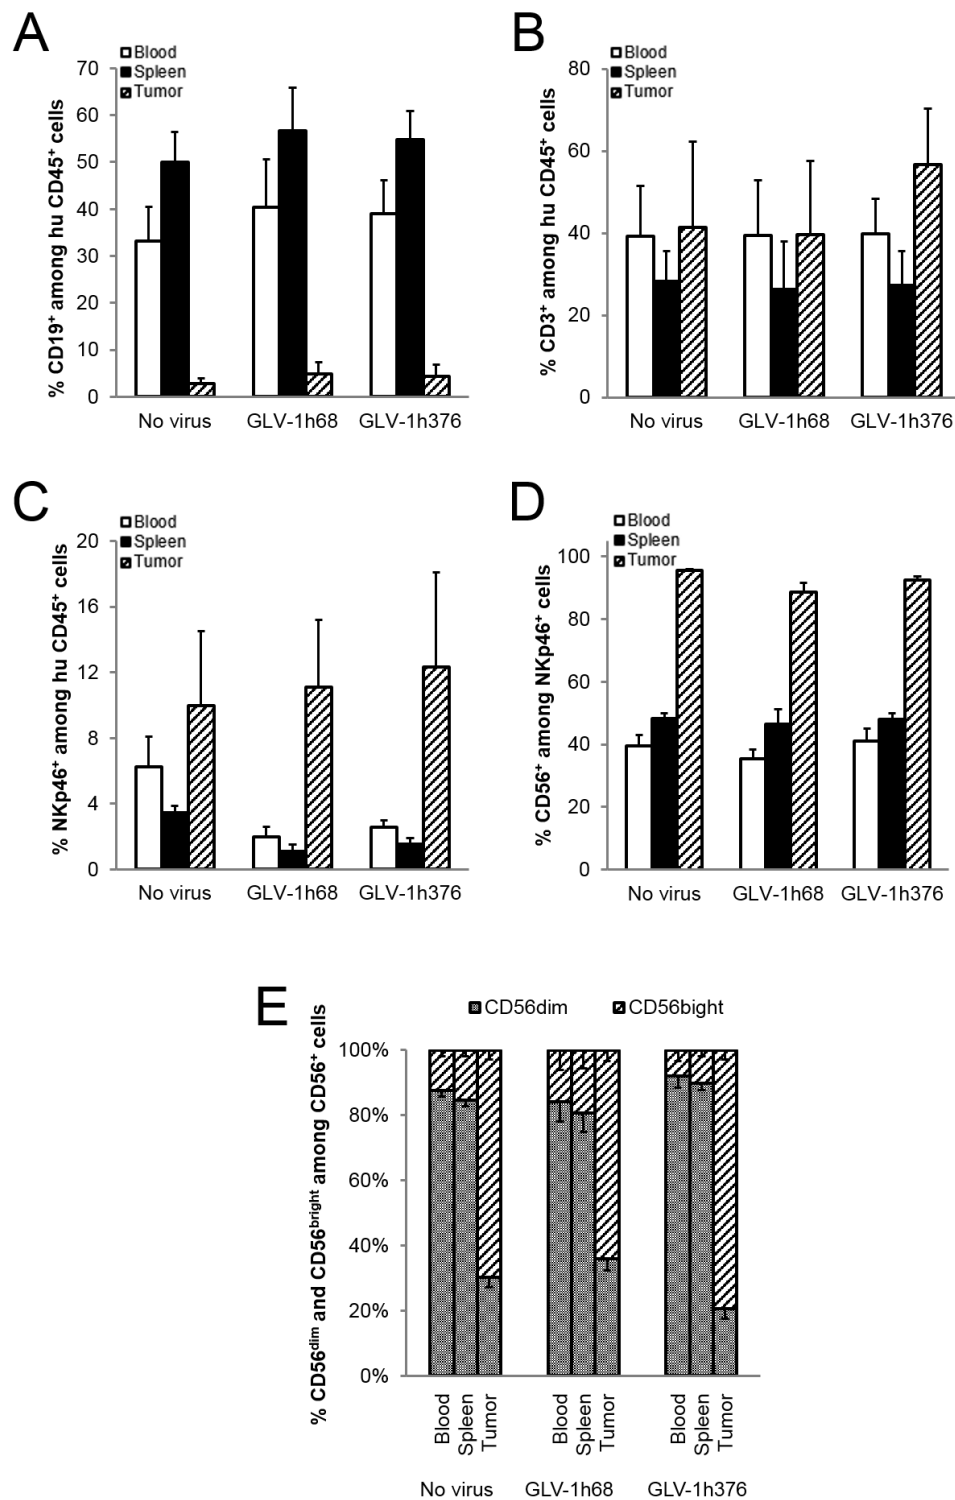 A
Blood
Spleen
Tumor
% CD19⁺ among hu CD45⁺ cells
70
60
50
40
30
20
10
0
No virus GLV-1h68 GLV-1h376
B
Blood
Spleen
Tumor
% CD3⁺ among hu CD45⁺ cells
80
60
40
20
0
No virus GLV-1h68 GLV-1h376
C
Blood
Spleen
Tumor
% NKp46⁺ among hu CD45⁺ cells
20
16
12
8
4
0
No virus GLV-1h68 GLV-1h376
D
Blood
Spleen
Tumor
% CD56⁺ among NKp46⁺ cells
100
80
60
40
20
0
No virus GLV-1h68 GLV-1h376
E
CD56dim CD56bight
% CD56ᵈⁱᵐ and CD56ᵇʳⁱᵍʰᵗ among CD56⁺ cells
100%
80%
60%
40%
20%
0%
Blood Spleen Tumor Blood Spleen Tumor Blood Spleen Tumor
No virus GLV-1h68 GLV-1h376